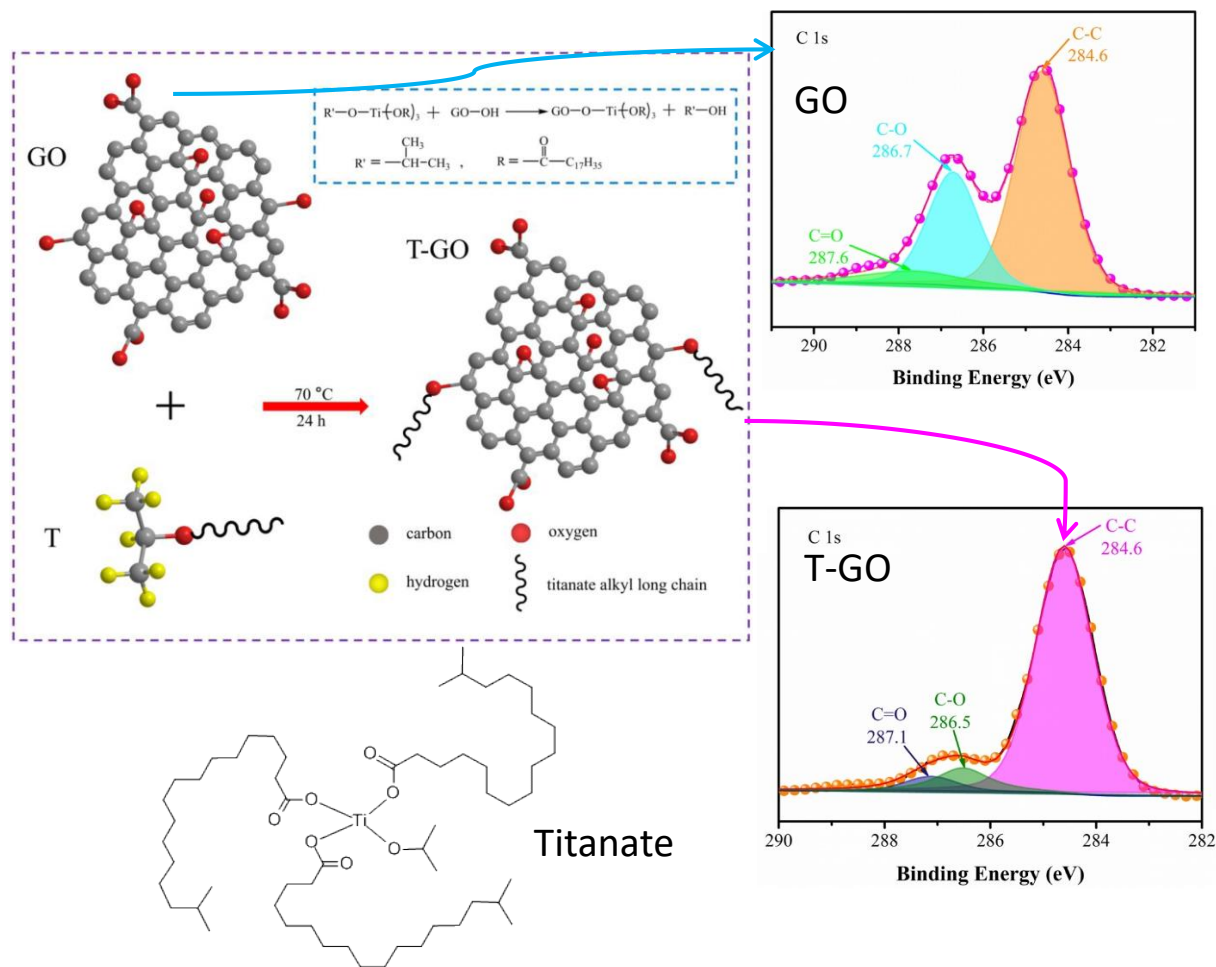 GO
R'—O—Ti(OR)₃ + GO—OH → GO—O—Ti(OR)₃ + R'—OH
CH₃
R' = —CH₃ , R = —C—C₁₇H₃₅
O
T-GO
+
70 °C
24 h
T
carbon
oxygen
hydrogen
titanate alkyl long chain
C 1s
GO
C-C
284.6
C-O
286.7
C=O
287.6
290 288 286 284 282
Binding Energy (eV)
C 1s
T-GO
C-C
284.6
C=O
287.1
C-O
286.5
290 288 286 284 282
Binding Energy (eV)
O
O
O
O
Ti
O
O
O
Titanate